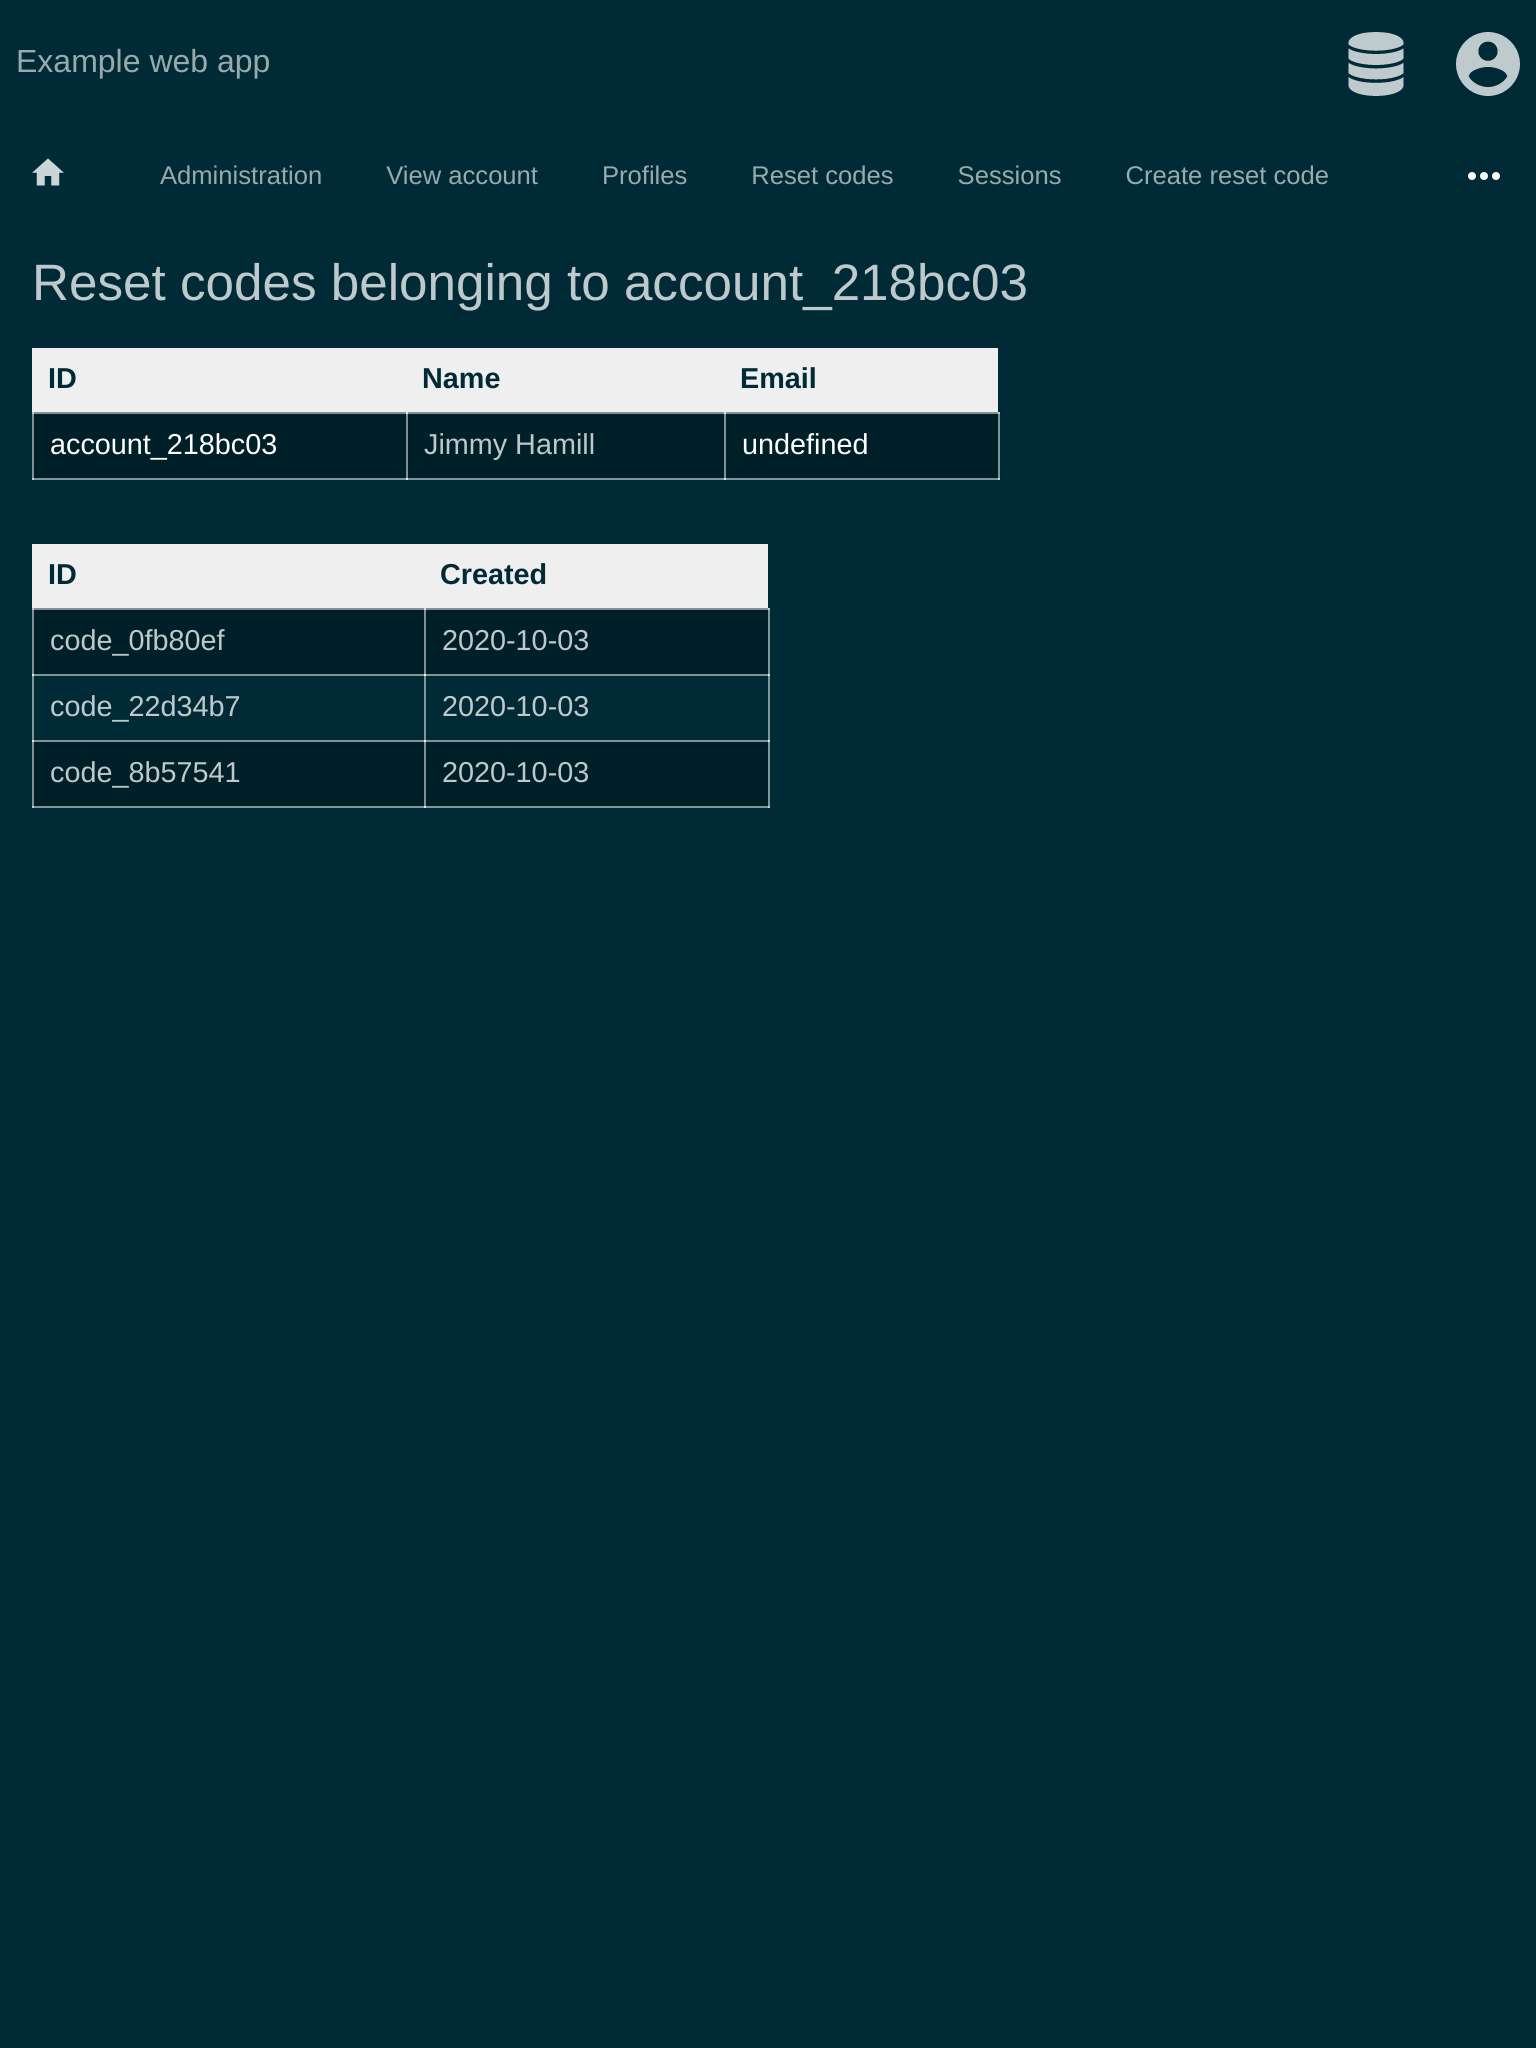 Example web app
Administration View account Profiles Reset codes Sessions Create reset code
Reset codes belonging to account_218bc03
ID Name Email
account_218bc03 Jimmy Hamill undefined
ID Created
code_0fb80ef 2020-10-03
code_22d34b7 2020-10-03
code_8b57541 2020-10-03